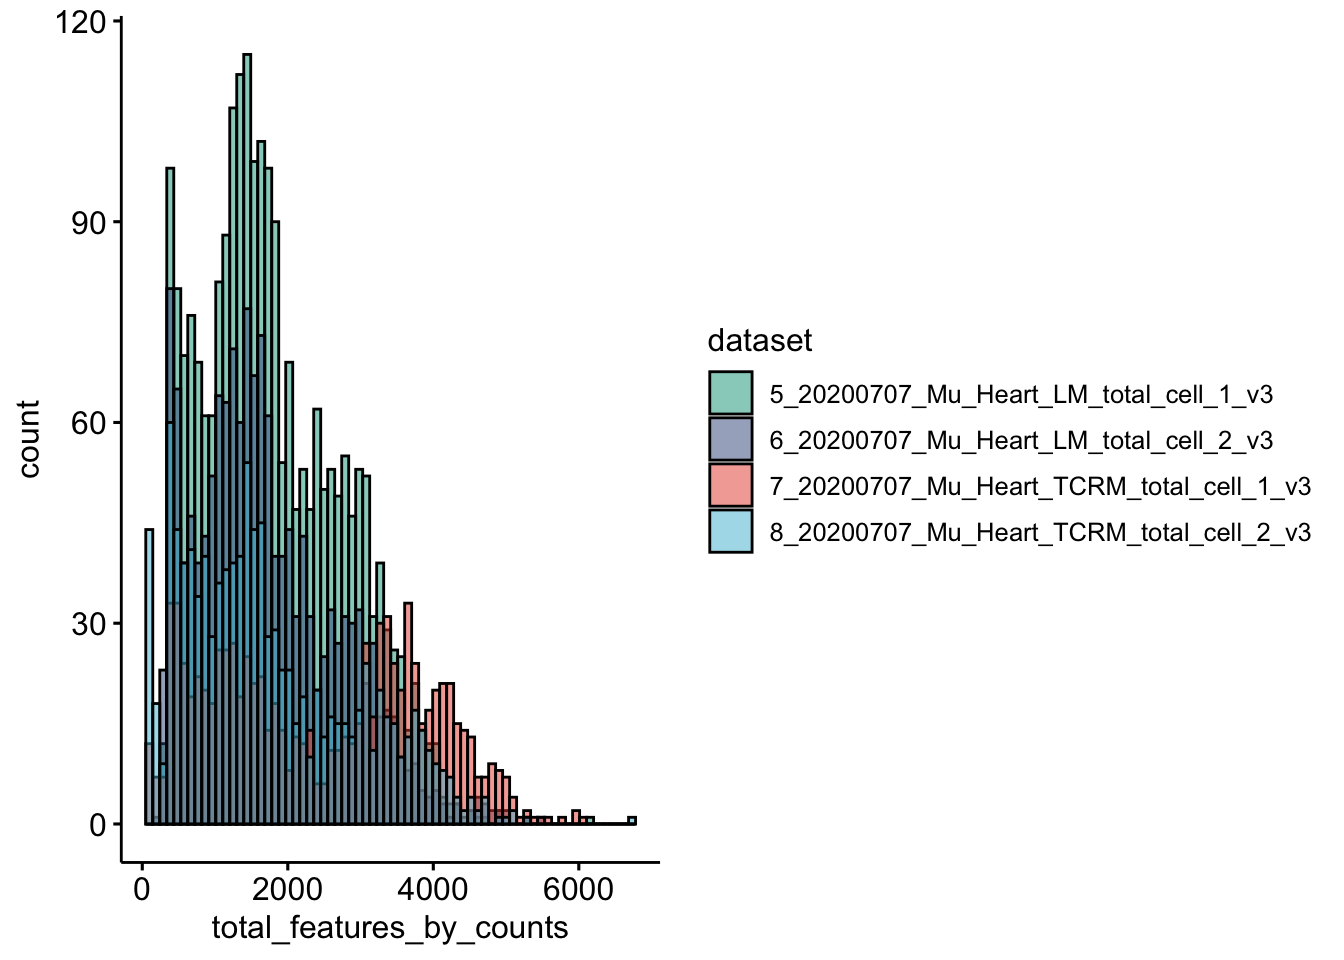 120
90
60
30
0
count
0 2000 4000 6000
total_features_by_counts
dataset
5_20200707_Mu_Heart_LM_total_cell_1_v3
6_20200707_Mu_Heart_LM_total_cell_2_v3
7_20200707_Mu_Heart_TCRM_total_cell_1_v3
8_20200707_Mu_Heart_TCRM_total_cell_2_v3